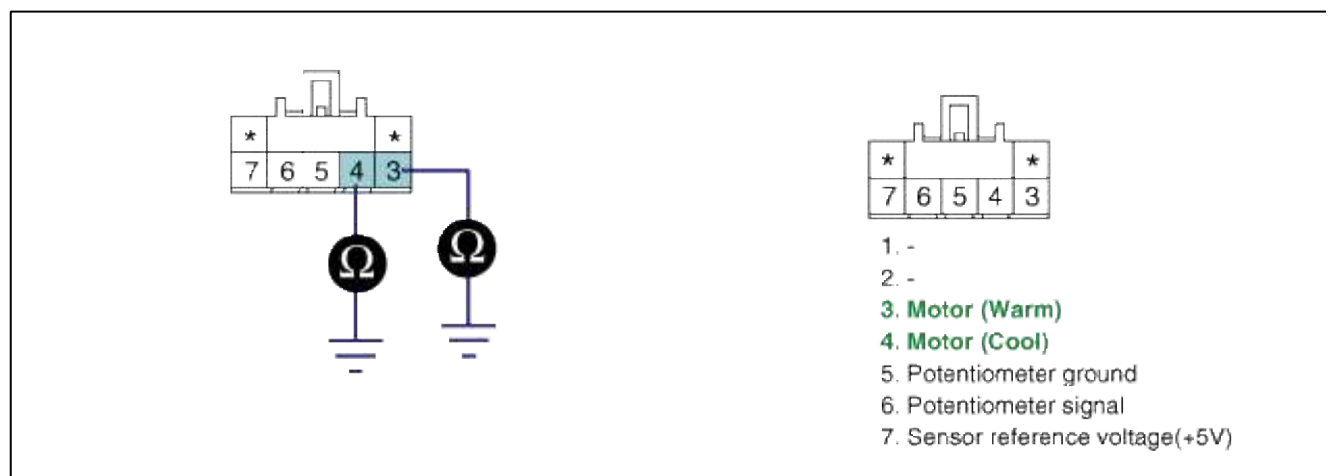 * *
7 6 5 4 3
Ω Ω
* *
7 6 5 4 3
1. -
2. -
3. Motor (Warm)
4. Motor (Cool)
5. Potentiometer ground
6. Potentiometer signal
7. Sensor reference voltage(+5V)